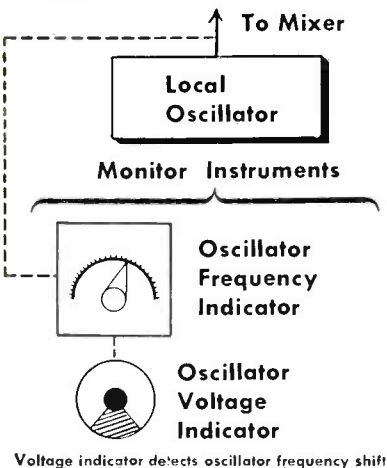 To Mixer
Local
Oscillator
Monitor Instruments
Oscillator
Frequency
Indicator
Oscillator
Voltage
Indicator
Voltage indicator detects oscillator frequency shift